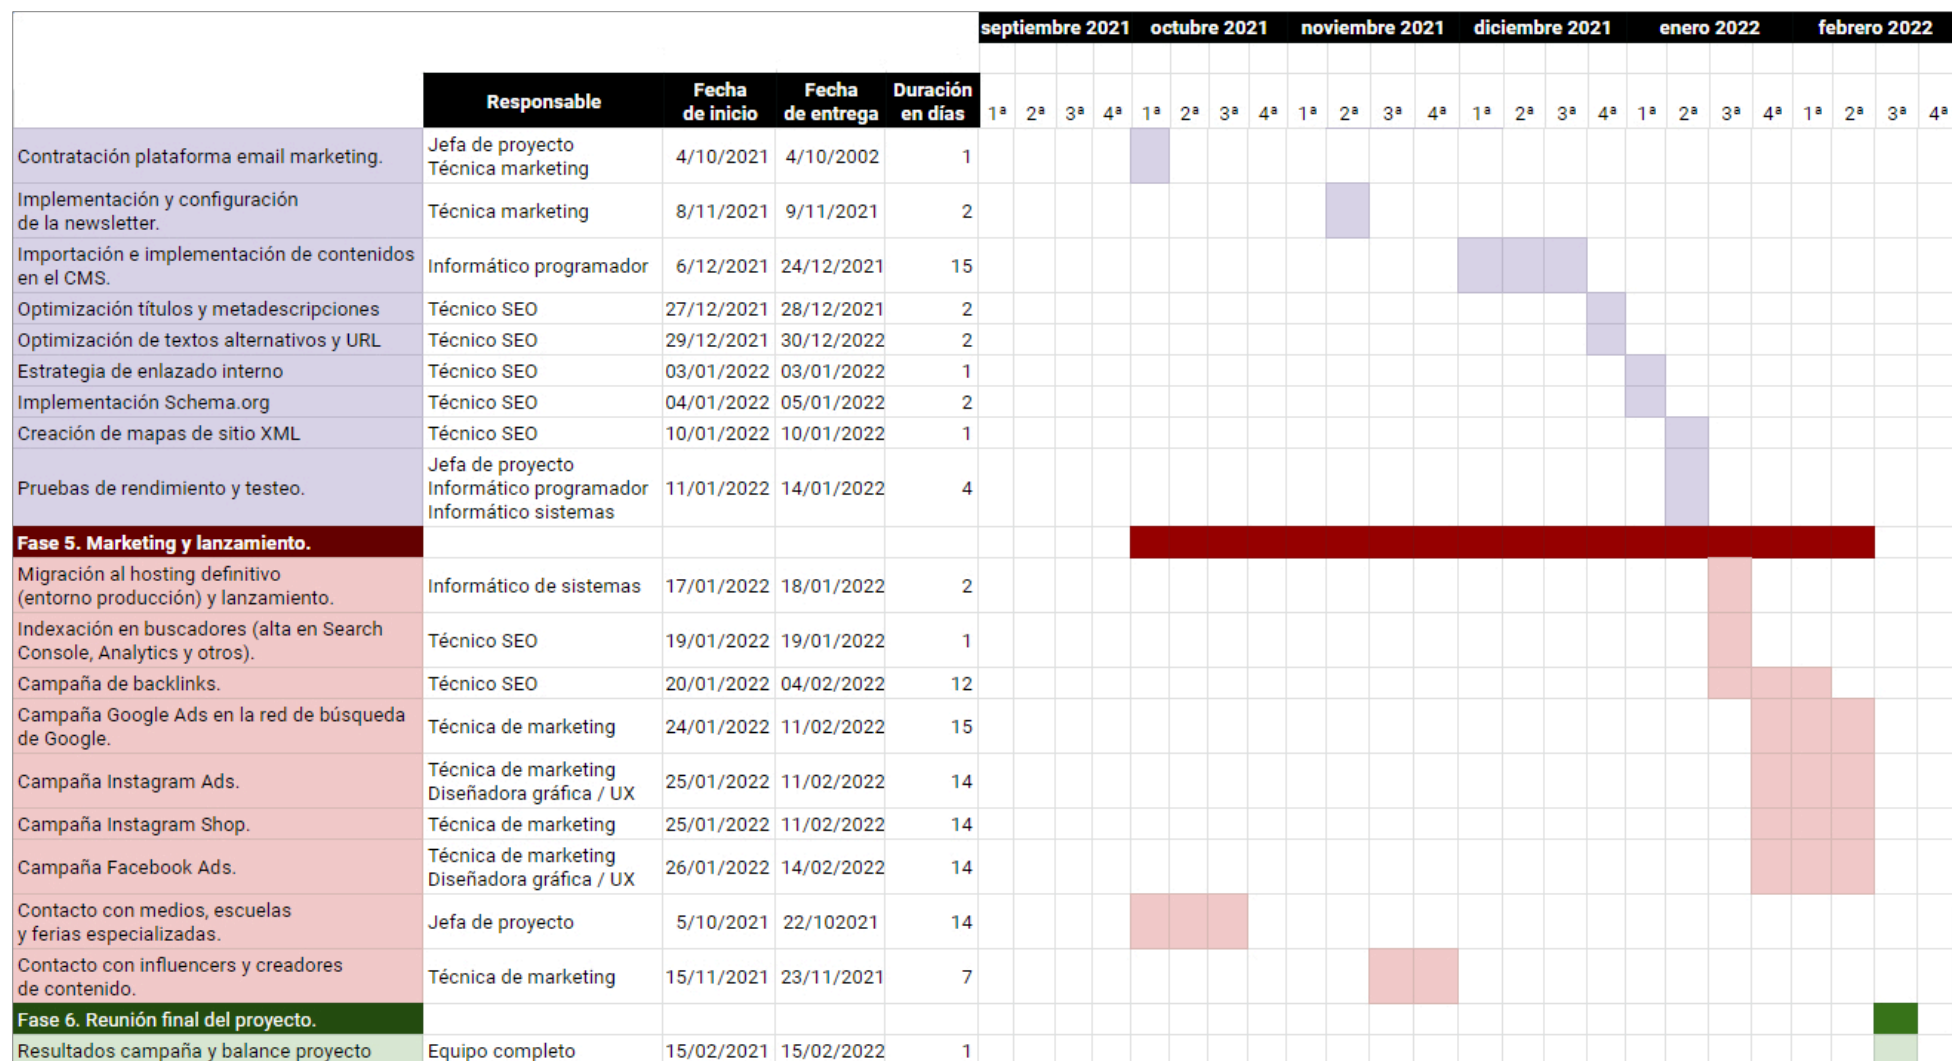 septiembre 2021 octubre 2021 noviembre 2021 diciembre 2021 enero 2022 febrero 2022
Responsable Fecha de inicio Fecha de entrega Duración en días 1ª 2ª 3ª 4ª 1ª 2ª 3ª 4ª 1ª 2ª 3ª 4ª 1ª 2ª 3ª 4ª 1ª 2ª 3ª 4ª 1ª 2ª 3ª 4ª
Contratación plataforma email marketing. Jefa de proyecto Técnica marketing 4/10/2021 4/10/2002 1
Implementación y configuración de la newsletter. Técnica marketing 8/11/2021 9/11/2021 2
Importación e implementación de contenidos en el CMS. Informático programador 6/12/2021 24/12/2021 15
Optimización títulos y metadescripciones Técnico SEO 27/12/2021 28/12/2021 2
Optimización de textos alternativos y URL Técnico SEO 29/12/2021 30/12/2022 2
Estrategia de enlazado interno Técnico SEO 03/01/2022 03/01/2022 1
Implementación Schema.org Técnico SEO 04/01/2022 05/01/2022 2
Creación de mapas de sitio XML Técnico SEO 10/01/2022 10/01/2022 1
Pruebas de rendimiento y testeo. Jefa de proyecto Informático programador Informático sistemas 11/01/2022 14/01/2022 4
Fase 5. Marketing y lanzamiento.
Migración al hosting definitivo (entorno producción) y lanzamiento. Informático de sistemas 17/01/2022 18/01/2022 2
Indexación en buscadores (alta en Search Console, Analytics y otros). Técnico SEO 19/01/2022 19/01/2022 1
Campaña de backlinks. Técnico SEO 20/01/2022 04/02/2022 12
Campaña Google Ads en la red de búsqueda de Google. Técnica de marketing 24/01/2022 11/02/2022 15
Campaña Instagram Ads. Técnica de marketing Diseñadora gráfica / UX 25/01/2022 11/02/2022 14
Campaña Instagram Shop. Técnica de marketing 25/01/2022 11/02/2022 14
Campaña Facebook Ads. Técnica de marketing Diseñadora gráfica / UX 26/01/2022 14/02/2022 14
Contacto con medios, escuelas y ferias especializadas. Jefa de proyecto 5/10/2021 22/102021 14
Contacto con influencers y creadores de contenido. Técnica de marketing 15/11/2021 23/11/2021 7
Fase 6. Reunión final del proyecto.
Resultados campaña y balance proyecto Equipo completo 15/02/2021 15/02/2022 1